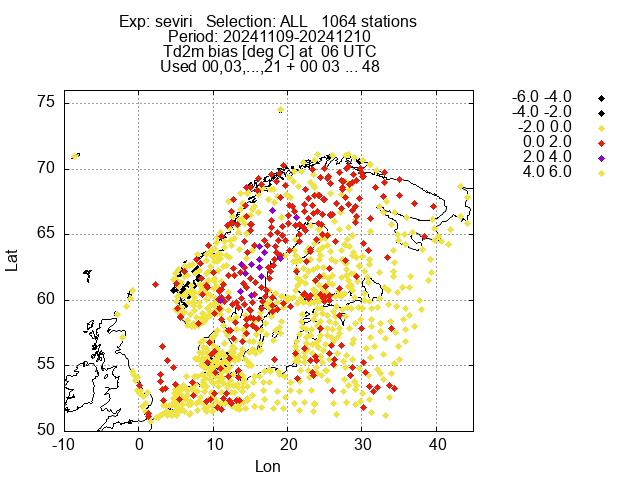 Exp: seviri Selection: ALL 1064 stations
Period: 20241109-20241210
Td2m bias [deg C] at 06 UTC
Used 00,03,...,21 + 00 03 ... 48
-6.0 -4.0
-4.0 -2.0
-2.0 0.0
0.0 2.0
2.0 4.0
4.0 6.0
75
70
65
60
55
50
Lat
-10 0 10 20 30 40
Lon